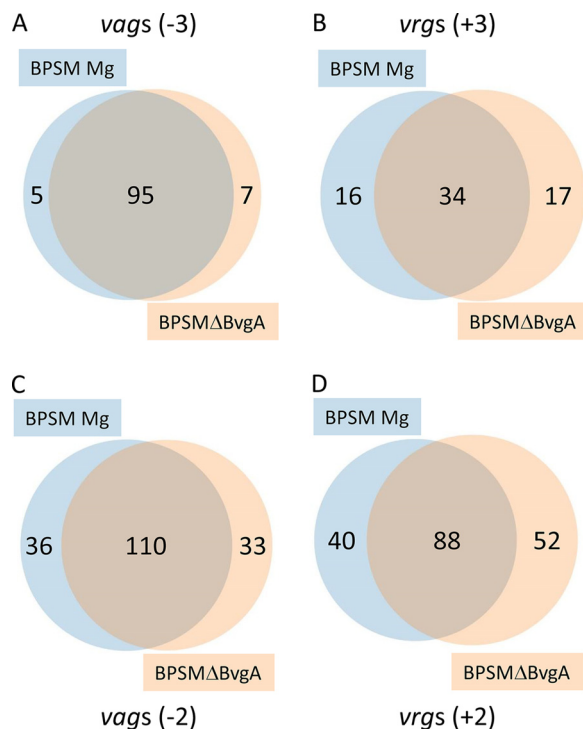 A
vags (-3)
BPSM Mg
5
95
7
BPSMΔBvgA
B
vrgs (+3)
BPSM Mg
16
34
17
BPSMΔBvgA
C
BPSM Mg
36
110
33
BPSMΔBvgA
vags (-2)
D
BPSM Mg
40
88
52
BPSMΔBvgA
vrgs (+2)